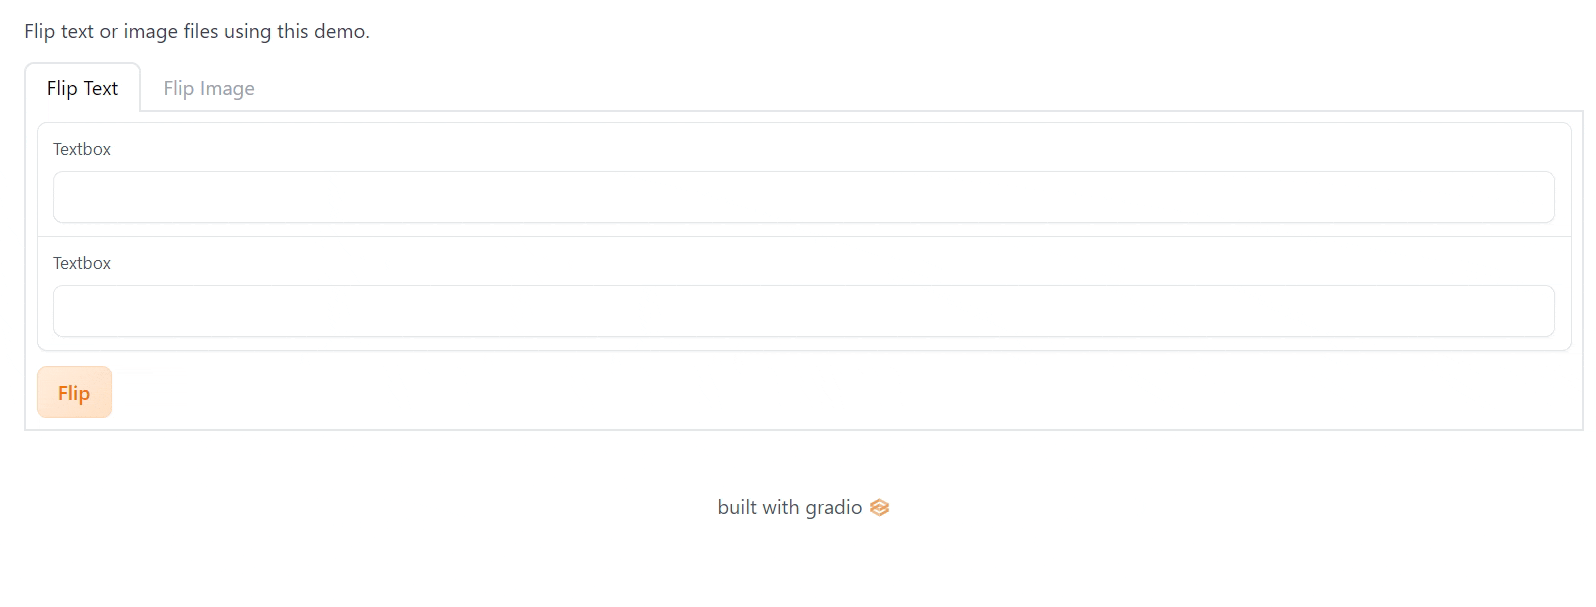 Flip text or image files using this demo.
Flip Text
Flip Image
Textbox
Textbox
Flip
built with gradio